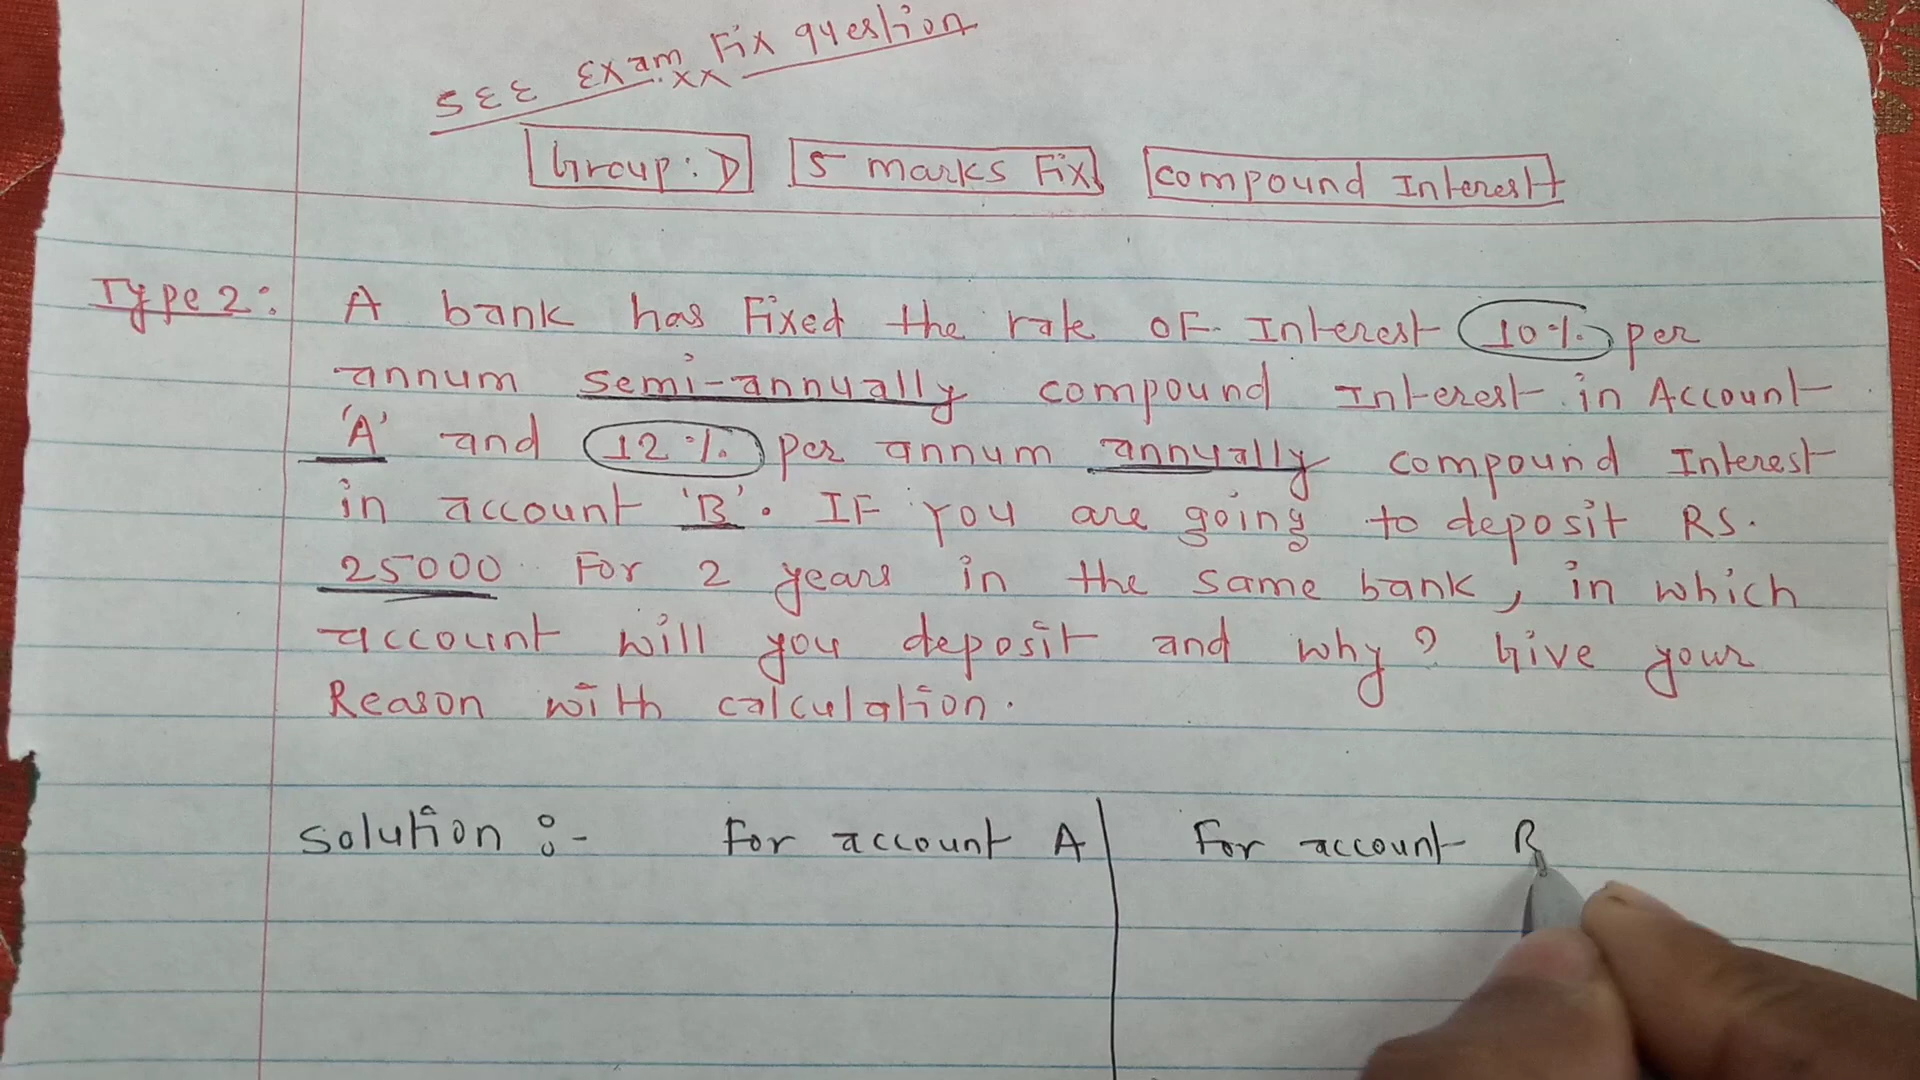 SEE Exam Fix question
xx
Group: D 5 marks Fix compound Interest
Type 2: A bank has Fixed the rate OF Interest 10% per
annum semi-annually compound Interest in Account
'A' and 12% per annum annually compound Interest
in account 'B'. IF you are going to deposit RS.
25000 For 2 years in the same bank, in which
account will you deposit and why? Give your
Reason with calculation.
Solution :- For account A For account B